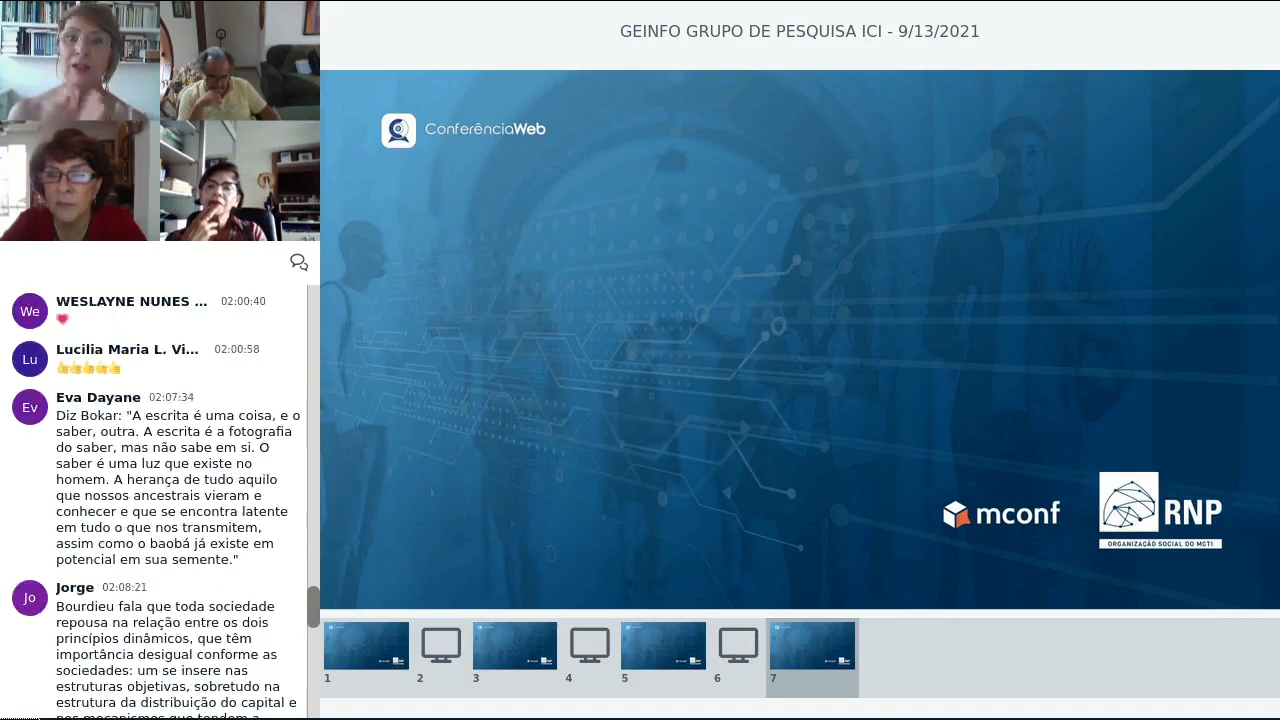 GEINFO GRUPO DE PESQUISA ICI - 9/13/2021
ConferênciaWeb
We
WESLAYNE NUNES ... 02:00:40
Lu
Lucilia Maria L. Vi... 02:00:58
Ev
Eva Dayane 02:07:34
Diz Bokar: "A escrita é uma coisa, e o
saber, outra. A escrita é a fotografia
do saber, mas não sabe em si. O
saber é uma luz que existe no
homem. A herança de tudo aquilo
que nossos ancestrais vieram e
conhecer e que se encontra latente
em tudo o que nos transmitem,
assim como o baobá já existe em
potencial em sua semente."
Jo
Jorge 02:08:21
Bourdieu fala que toda sociedade
repousa na relação entre os dois
princípios dinâmicos, que têm
importância desigual conforme as
sociedades: um se insere nas
estruturas objetivas, sobretudo na
estrutura da distribuição do capital e
nos mecanismos que tendem a
mconf
RNP
ORGANIZAÇÃO SOCIAL DO MCTI
1 2 3 4 5 6 7